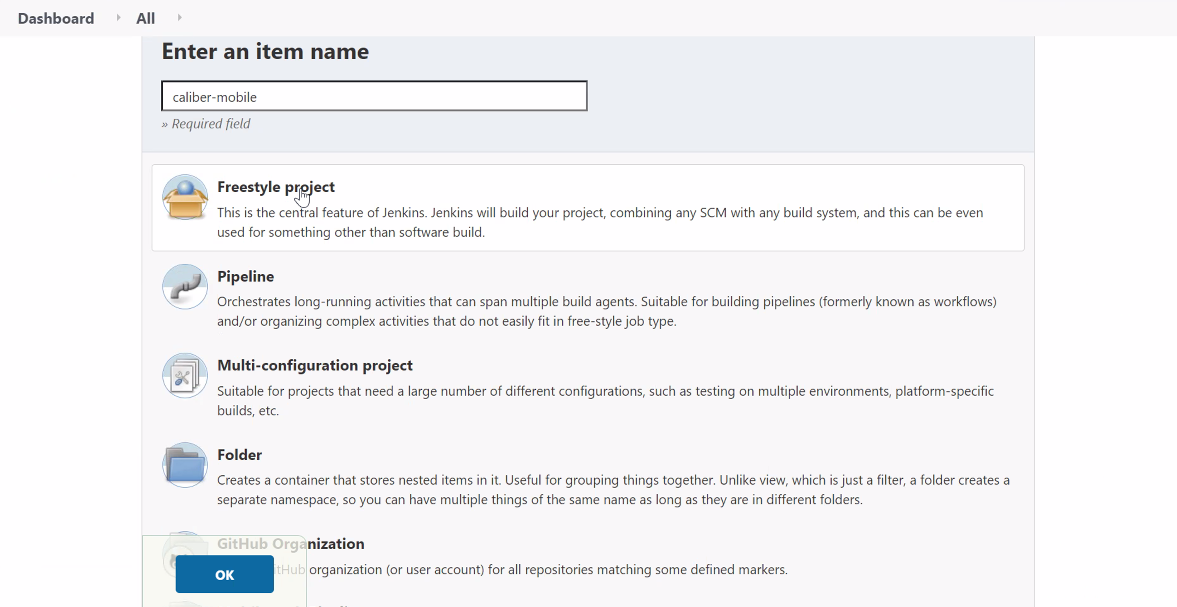 Dashboard All
Enter an item name
caliber-mobile
» Required field
Freestyle project
This is the central feature of Jenkins. Jenkins will build your project, combining any SCM with any build system, and this can be even
used for something other than software build.
Pipeline
Orchestrates long-running activities that can span multiple build agents. Suitable for building pipelines (formerly known as workflows)
and/or organizing complex activities that do not easily fit in free-style job type.
Multi-configuration project
Suitable for projects that need a large number of different configurations, such as testing on multiple environments, platform-specific
builds, etc.
Folder
Creates a container that stores nested items in it. Useful for grouping things together. Unlike view, which is just a filter, a folder creates a
separate namespace, so you can have multiple things of the same name as long as they are in different folders.
GitHub Organization
organization (or user account) for all repositories matching some defined markers.
OK